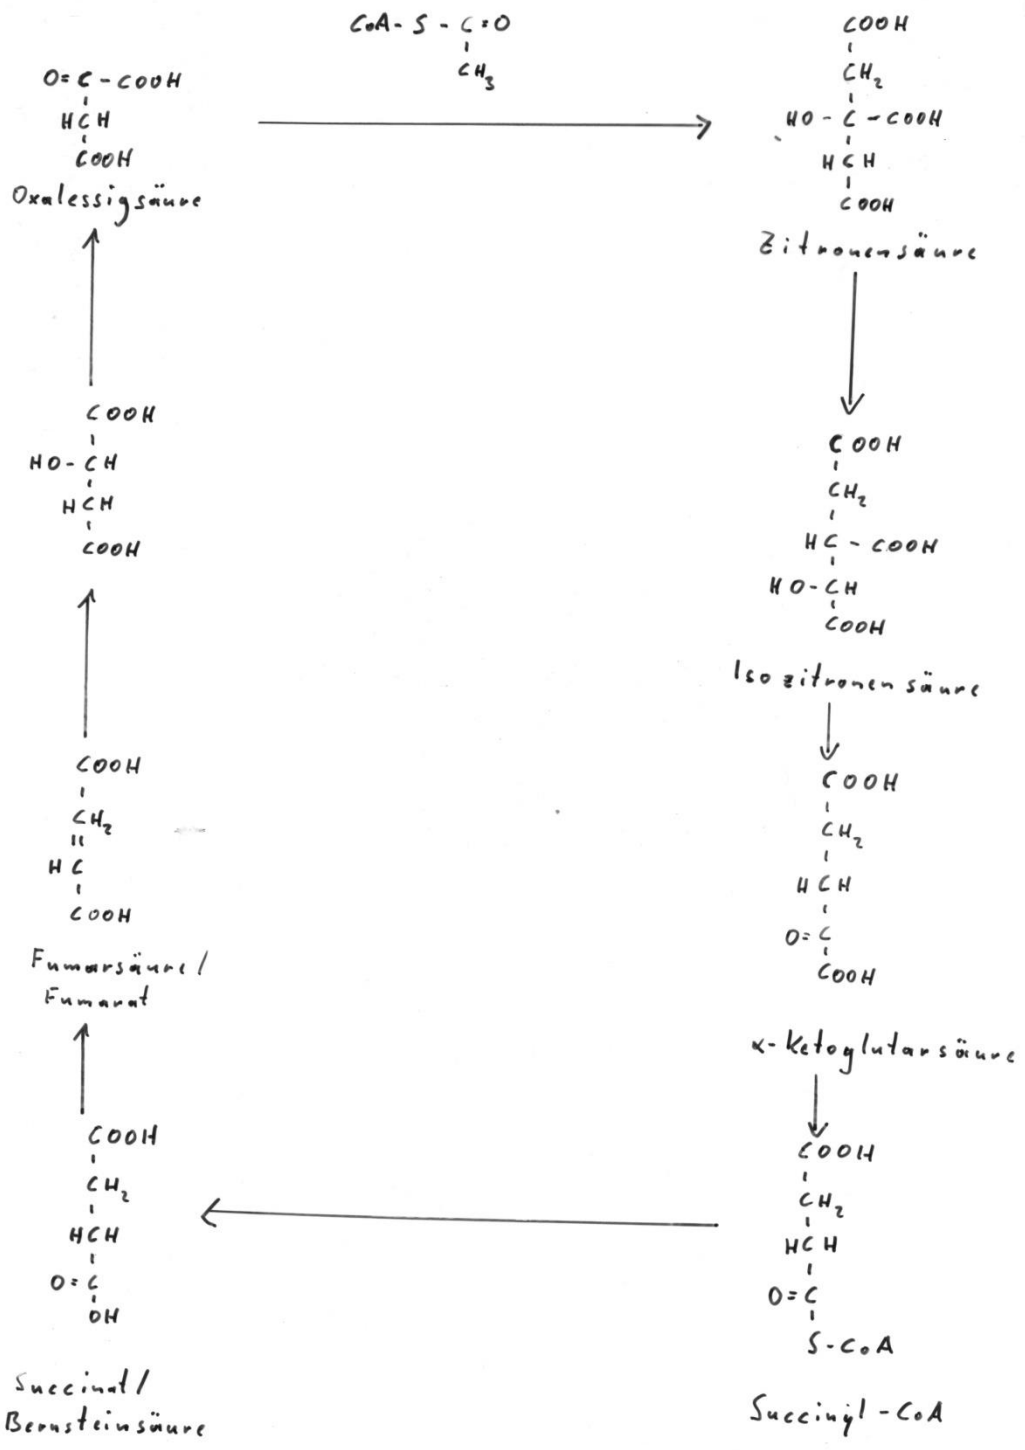 CoA-S-C=O
CH₃
O=C-COOH
HCH
COOH
Oxalessigsäure
COOH
CH₂
HO-C-COOH
HCH
COOH
Zitronensäure
COOH
CH₂
HC-COOH
HO-CH
COOH
Isozitronensäure
COOH
CH₂
HCH
O=C
COOH
α-Ketoglutarsäure
COOH
CH₂
HCH
O=C
S-CoA
Succinyl-CoA
COOH
CH₂
HCH
O=C
OH
Succinat/
Bernsteinsäure
COOH
CH₂
HC
COOH
Fumarsäure/
Fumarat
COOH
HO-CH
HCH
COOH